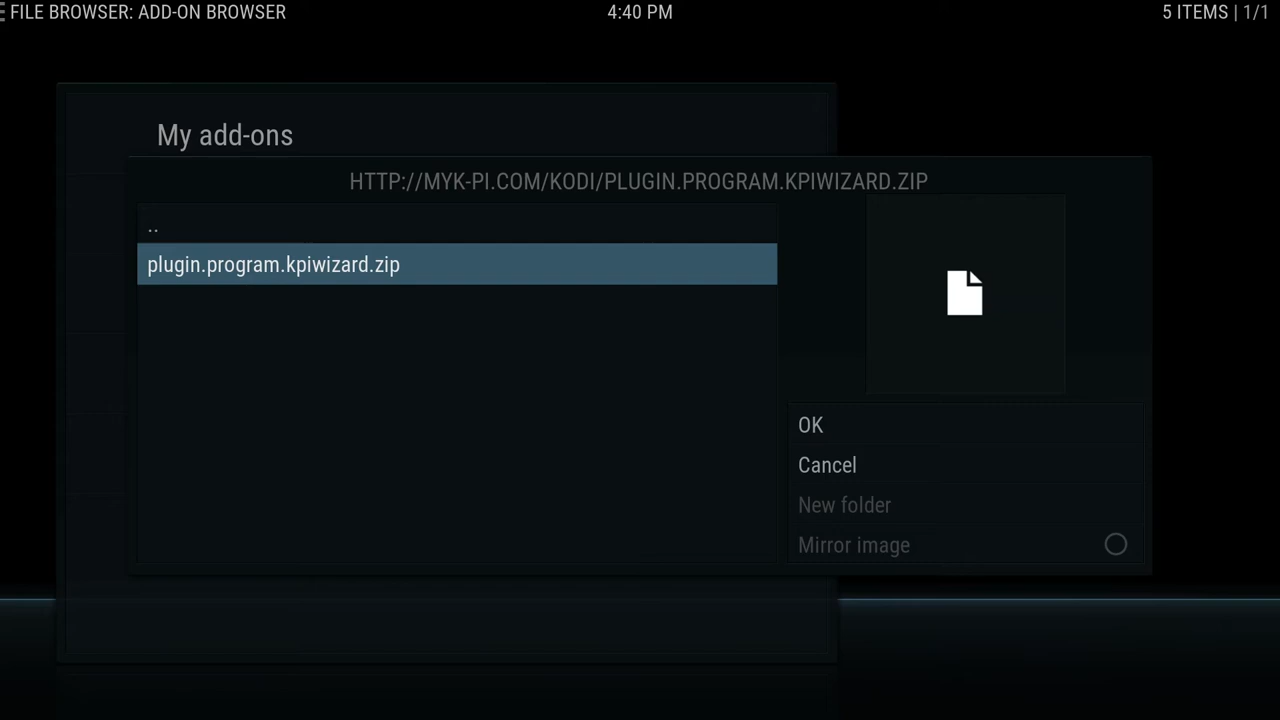 FILE BROWSER: ADD-ON BROWSER
4:40 PM
5 ITEMS | 1/1
My add-ons
HTTP://MYK-PI.COM/KODI/PLUGIN.PROGRAM.KPIWIZARD.ZIP
..
plugin.program.kpiwizard.zip
OK
Cancel
New folder
Mirror image